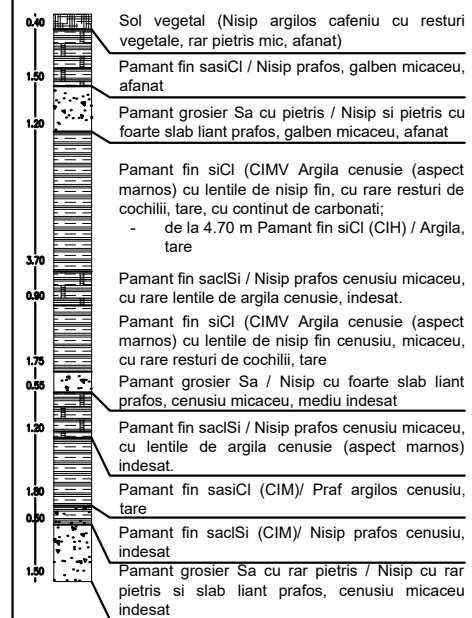 0.40
Sol vegetal (Nisip argilos cafeniu cu resturi
vegetale, rar pietris mic, afanat)
1.50
Pamant fin sasiCl / Nisip prafos, galben micaceu,
afanat
1.20
Pamant grosier Sa cu pietris / Nisip si pietris cu
foarte slab liant prafos, galben micaceu, afanat
3.70
Pamant fin siCl (CIMV Argila cenusie (aspect
marnos) cu lentile de nisip fin, cu rare resturi de
cochilii, tare, cu continut de carbonati;
- de la 4.70 m Pamant fin siCl (CIH) / Argila,
tare
0.90
Pamant fin saclSi / Nisip prafos cenusiu micaceu,
cu rare lentile de argila cenusie, indesat.
1.75
Pamant fin siCl (CIMV Argila cenusie (aspect
marnos) cu lentile de nisip fin cenusiu, micaceu,
cu rare resturi de cochilii, tare
0.55
Pamant grosier Sa / Nisip cu foarte slab liant
prafos, cenusiu micaceu, mediu indesat
1.20
Pamant fin saclSi / Nisip prafos cenusiu micaceu,
cu lentile de argila cenusie (aspect marnos)
indesat.
1.80
Pamant fin sasiCl (CIM)/ Praf argilos cenusiu,
tare
Pamant fin saclSi (CIM)/ Nisip prafos cenusiu,
indesat
1.50
Pamant grosier Sa cu rar pietris / Nisip cu rar
pietris si slab liant prafos, cenusiu micaceu
indesat